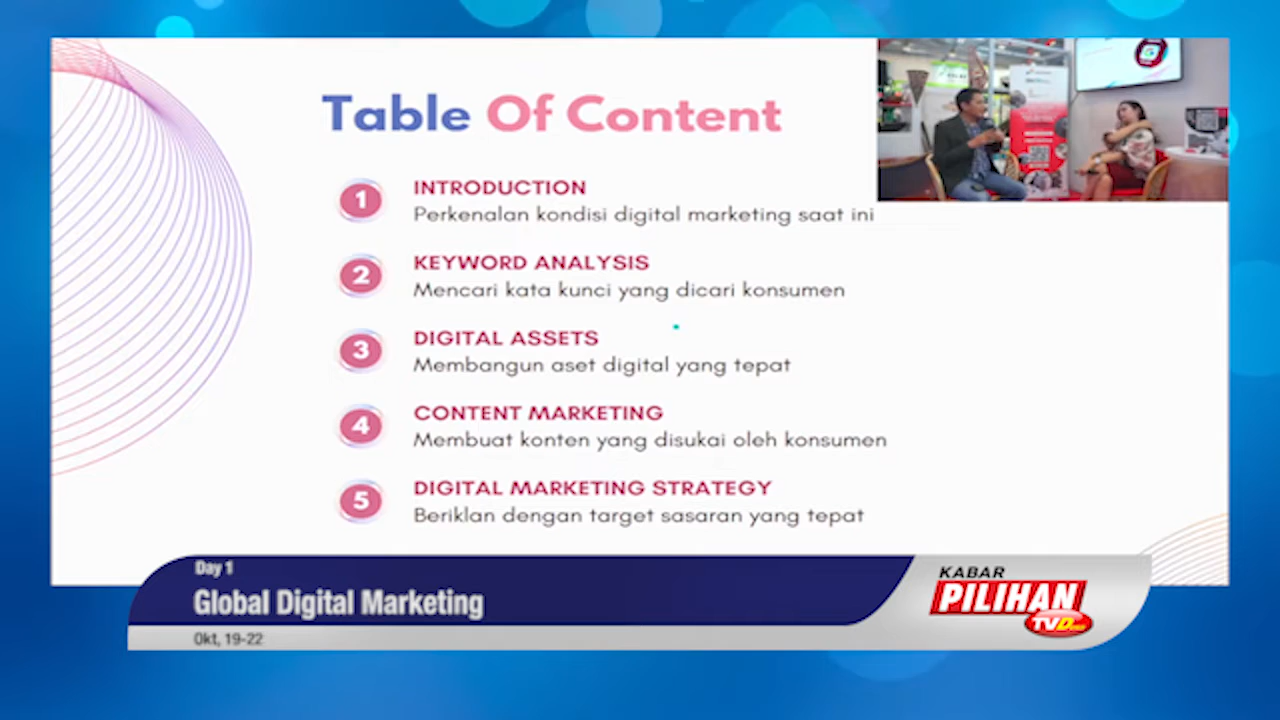 Table Of Content
1
INTRODUCTION
Perkenalan kondisi digital marketing saat ini
2
KEYWORD ANALYSIS
Mencari kata kunci yang dicari konsumen
3
DIGITAL ASSETS
Membangun aset digital yang tepat
4
CONTENT MARKETING
Membuat konten yang disukai oleh konsumen
5
DIGITAL MARKETING STRATEGY
Beriklan dengan target sasaran yang tepat
Day 1
Global Digital Marketing
Okt, 19-22
KABAR
PILIHAN
TVD